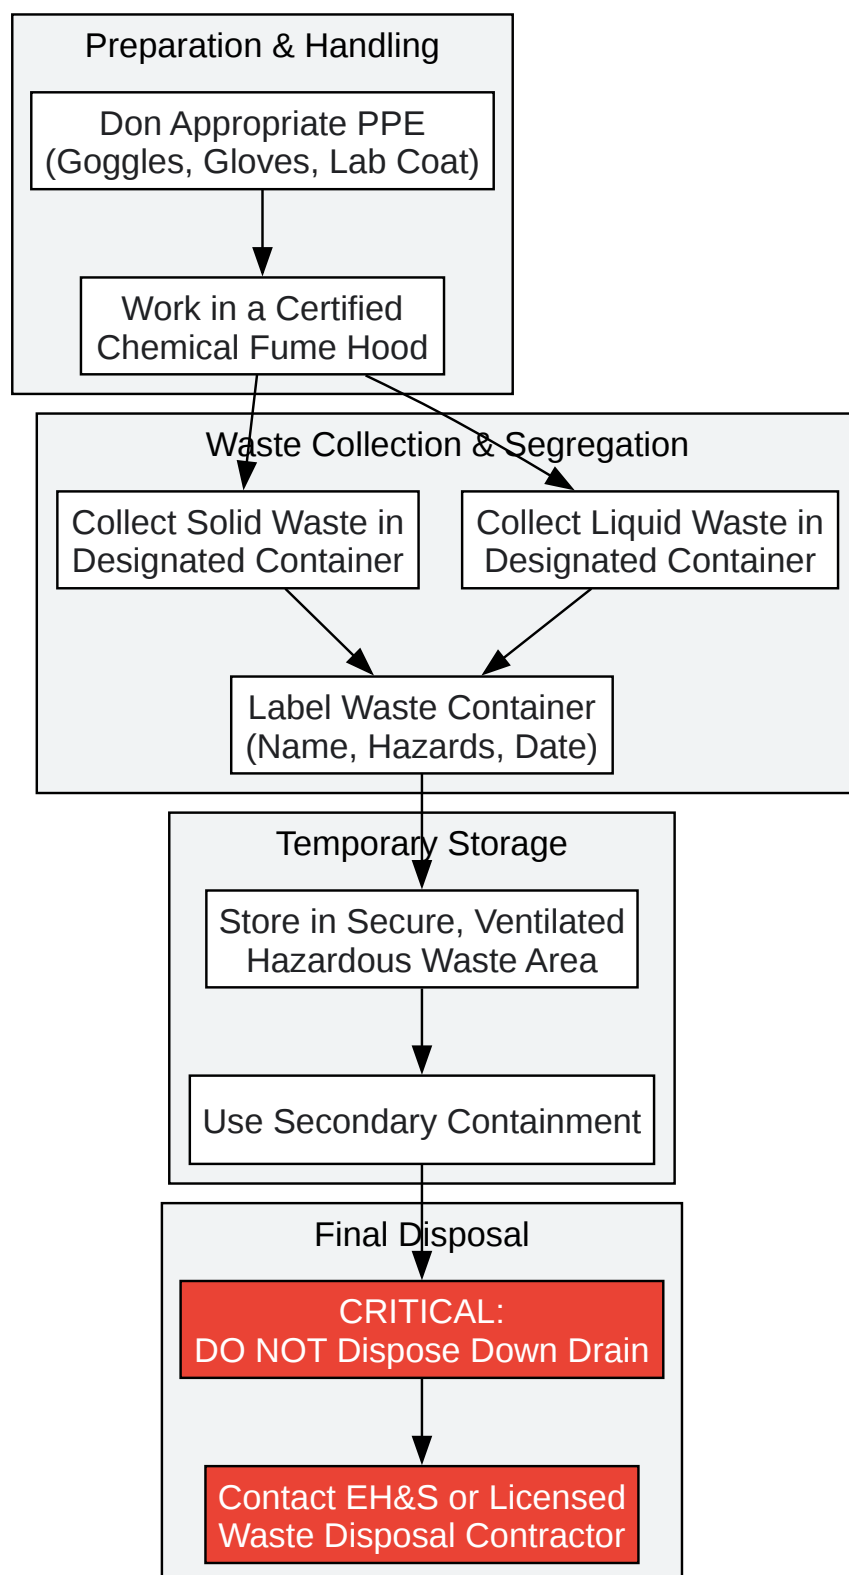 Preparation & Handling
Don Appropriate PPE
(Goggles, Gloves, Lab Coat)
Work in a Certified
Chemical Fume Hood
Waste Collection & Segregation
Collect Solid Waste in
Designated Container
Collect Liquid Waste in
Designated Container
Label Waste Container
(Name, Hazards, Date)
Temporary Storage
Store in Secure, Ventilated
Hazardous Waste Area
Use Secondary Containment
Final Disposal
CRITICAL:
DO NOT Dispose Down Drain
Contact EH&S or Licensed
Waste Disposal Contractor